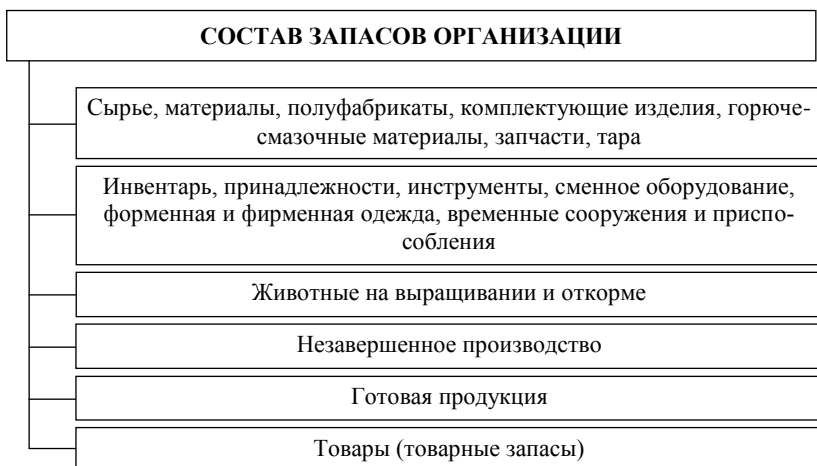 СОСТАВ ЗАПАСОВ ОРГАНИЗАЦИИ
Сырье, материалы, полуфабрикаты, комплектующие изделия, горюче-
смазочные материалы, запчасти, тара
Инвентарь, принадлежности, инструменты, сменное оборудование,
форменная и фирменная одежда, временные сооружения и приспо-
собления
Животные на выращивании и откорме
Незавершенное производство
Готовая продукция
Товары (товарные запасы)